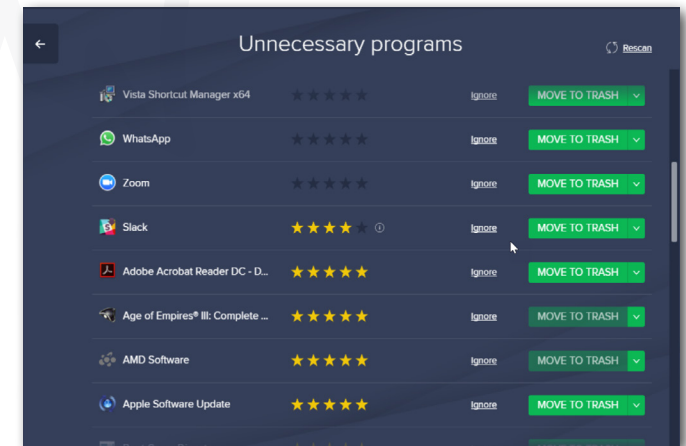 Unnecessary programs
Rescan
Vista Shortcut Manager x64 Ignore MOVE TO TRASH
WhatsApp Ignore MOVE TO TRASH
Zoom Ignore MOVE TO TRASH
Slack Ignore MOVE TO TRASH
Adobe Acrobat Reader DC - D... Ignore MOVE TO TRASH
Age of Empires® III: Complete ... Ignore MOVE TO TRASH
AMD Software Ignore MOVE TO TRASH
Apple Software Update Ignore MOVE TO TRASH